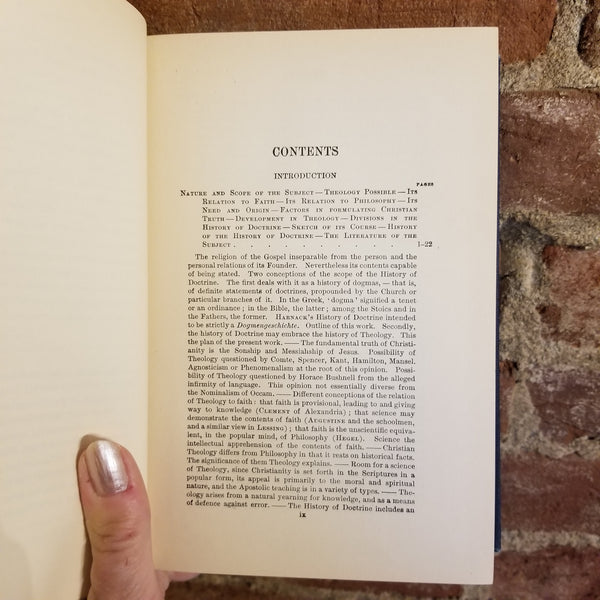 CONTENTS
INTRODUCTION
PAGES
Nature and Scope of the Subject — Theology Possible — Its
Relation to Faith — Its Relation to Philosophy — Its
Need and Origin — Factors in formulating Christian
Truth — Development in Theology — Divisions in the
History of Doctrine — Sketch of its Course — History
of the History of Doctrine — The Literature of the
Subject . . . . . . . . . . 1–22
The religion of the Gospel inseparable from the person and the
personal relations of its Founder. Nevertheless its contents capable
of being stated. Two conceptions of the scope of the History of
Doctrine. The first deals with it as a history of dogmas, — that is,
of definite statements of doctrines, propounded by the Church or
particular branches of it. In the Greek, 'dogma' signified a tenet
or an ordinance; in the Bible, the latter; among the Stoics and in
the Fathers, the former. Harnack's History of Doctrine intended
to be strictly a Dogmengeschichte. Outline of this work. Secondly,
the history of Doctrine may embrace the history of Theology. This
the plan of the present work. —— The fundamental truth of Christi-
anity is the Sonship and Messiahship of Jesus. Possibility of
Theology questioned by Comte, Spencer, Kant, Hamilton, Mansel.
Agnosticism or Phenomenalism at the root of this opinion. Possi-
bility of Theology questioned by Horace Bushnell from the alleged
infirmity of language. This opinion not essentially diverse from
the Nominalism of Occam. —— Different conceptions of the relation
of Theology to faith: that faith is provisional, leading to and giving
way to knowledge (Clement of Alexandria); that science may
demonstrate the contents of faith (Augustine and the schoolmen,
and a similar view in Lessing); that faith is the unscientific equiva-
lent, in the popular mind, of Philosophy (Hegel). Science the
intellectual apprehension of the contents of faith. —— Christian
Theology differs from Philosophy in that it rests on historical facts.
The significance of them Theology explains. —— Room for a science
of Theology, since Christianity is set forth in the Scriptures in a
popular form, its appeal is primarily to the moral and spiritual
nature, and the Apostolic teaching is in a variety of types. —— The-
ology arises from a natural yearning for knowledge, and as a means
of defence against error. —— The History of Doctrine includes an
ix